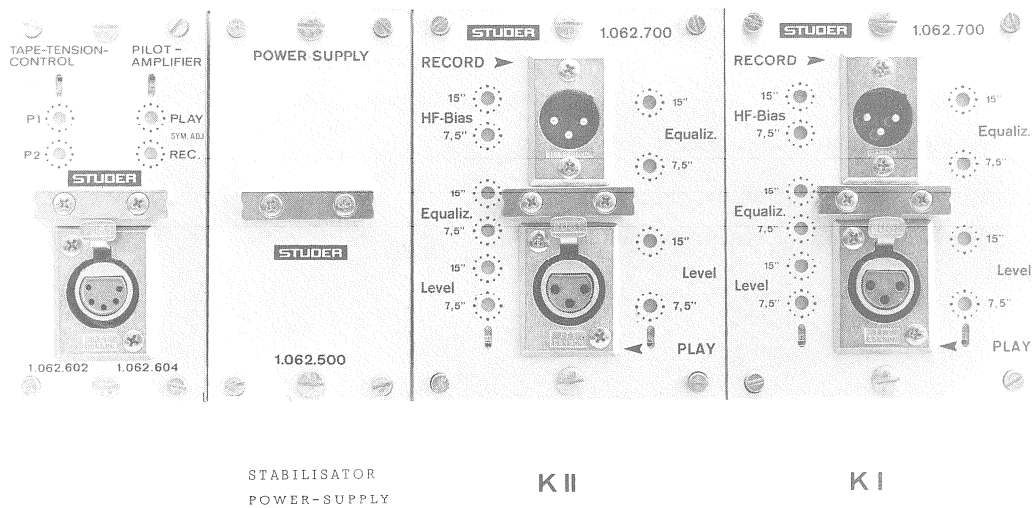 TAPE-TENSION-
CONTROL
PILOT-
AMPLIFIER
P1
PLAY
SYM. ADJ.
P2
REC.
STUDER
1.062.602
1.062.604
POWER-SUPPLY
STUDER
1.062.500
STUDER
1.062.700
RECORD
15"
HF-Bias
7,5"
15"
Equaliz.
7,5"
15"
Equaliz.
7,5"
15"
Level
7,5"
15"
Level
7,5"
PLAY
STUDER
1.062.700
RECORD
15"
HF-Bias
7,5"
15"
Equaliz.
7,5"
15"
Equaliz.
7,5"
15"
Level
7,5"
15"
Level
7,5"
PLAY
STABILISATOR
POWER-SUPPLY
K II
K I